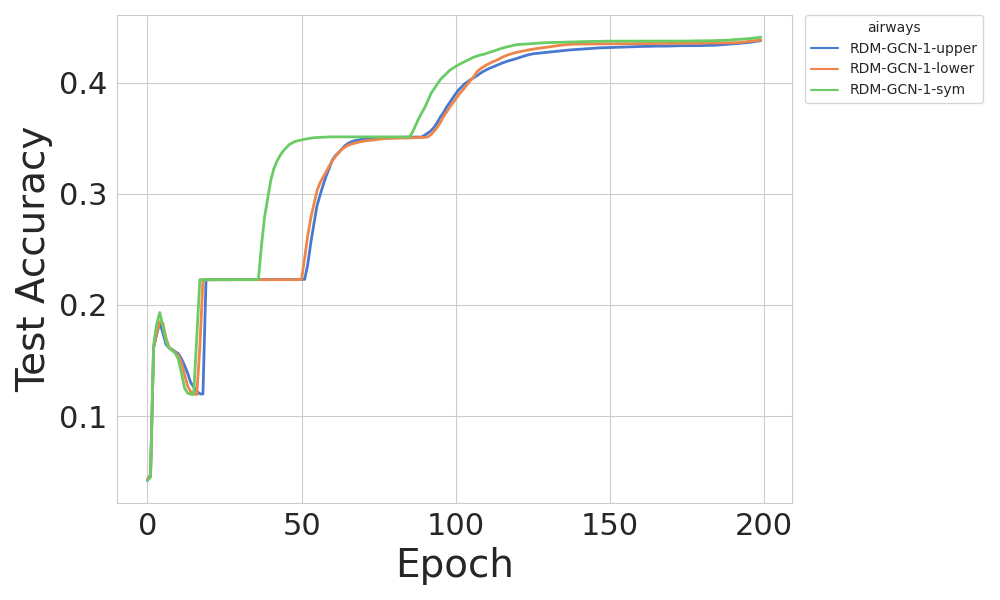 airways
RDM-GCN-1-upper
RDM-GCN-1-lower
RDM-GCN-1-sym
Test Accuracy
0.4
0.3
0.2
0.1
0 50 100 150 200
Epoch